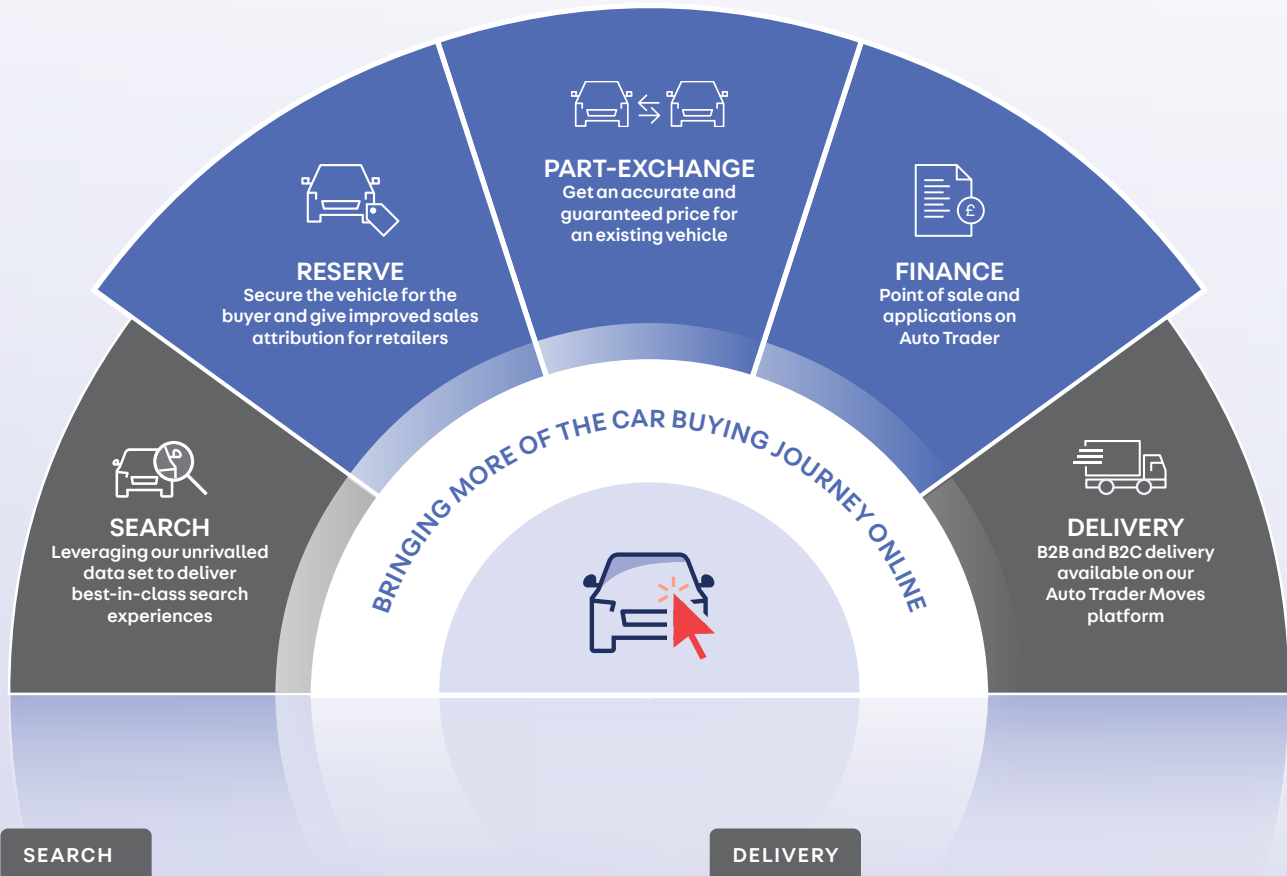 PART-EXCHANGE
Get an accurate and
guaranteed price for
an existing vehicle
RESERVE
Secure the vehicle for the
buyer and give improved sales
attribution for retailers
FINANCE
Point of sale and
applications on
Auto Trader
£
BRINGING MORE OF THE CAR BUYING JOURNEY ONLINE
SEARCH
Leveraging our unrivalled
data set to deliver
best-in-class search
experiences
DELIVERY
B2B and B2C delivery
available on our
Auto Trader Moves
platform
SEARCH
DELIVERY